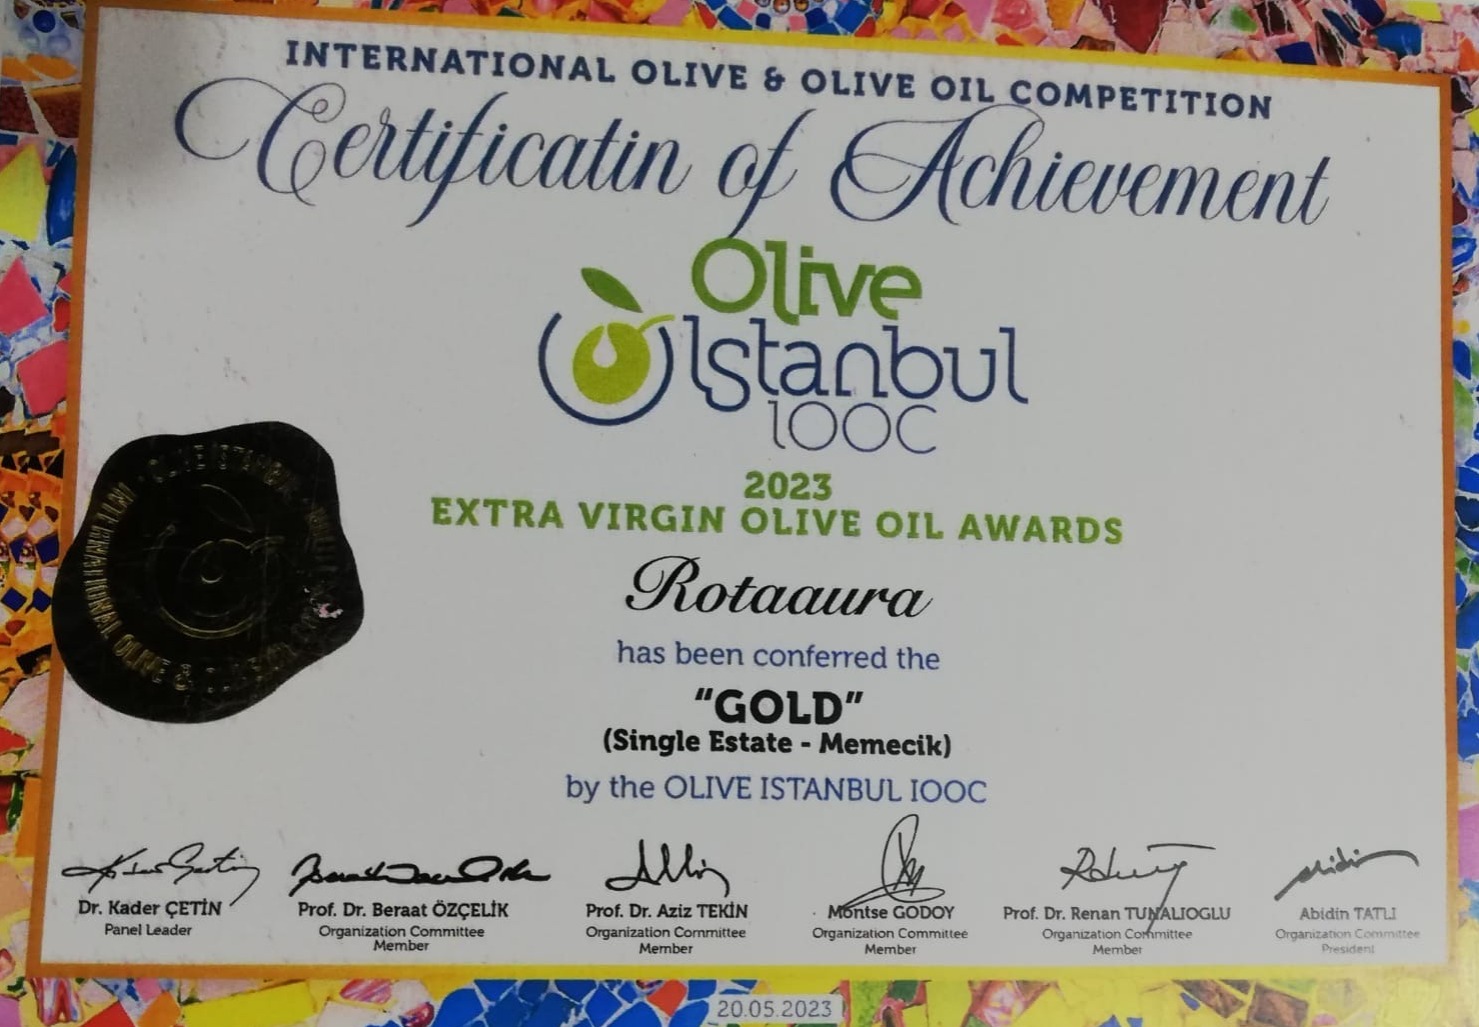 INTERNATIONAL OLIVE & OLIVE OIL COMPETITION
Certificatin of Achievement
Olive
Istanbul
IOOC
2023
EXTRA VIRGIN OLIVE OIL AWARDS
Rotaaura
has been conferred the
“GOLD”
(Single Estate - Memecik)
by the OLIVE ISTANBUL IOOC
Dr. Kader ÇETİN
Panel Leader
Prof. Dr. Beraat ÖZÇELİK
Organization Committee
Member
Prof. Dr. Aziz TEKİN
Organization Committee
Member
Montse GODOY
Organization Committee
Member
Prof. Dr. Renan TUNALIOGLU
Organization Committee
Member
Abidin TATLI
Organization Committee
President
20.05.2023